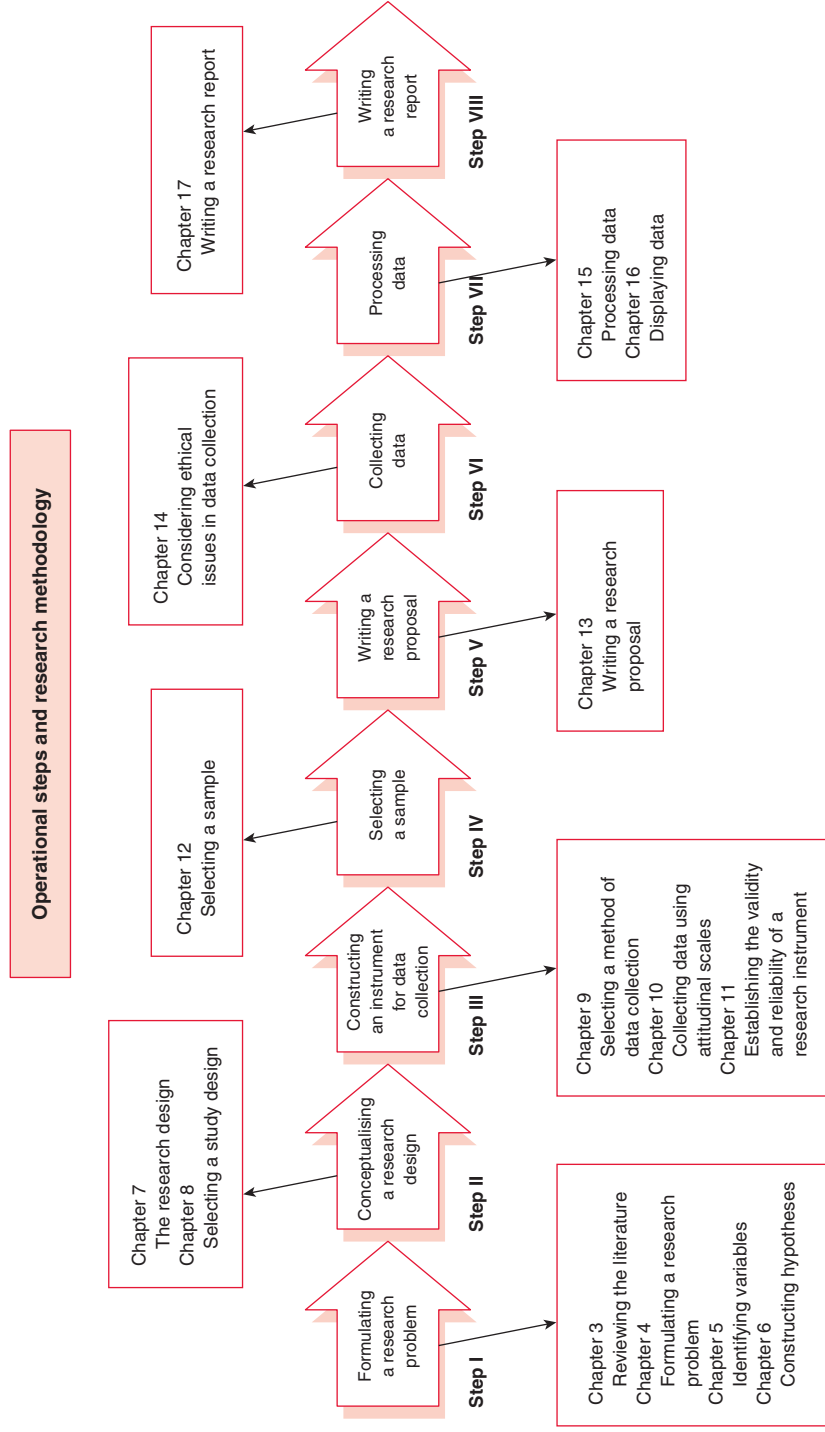 Operational steps and research methodology
Chapter 7
The research design
Chapter 8
Selecting a study design
Chapter 12
Selecting a sample
Chapter 14
Considering ethical
issues in data collection
Chapter 17
Writing a research report
Formulating
a research
problem
Conceptualising
a research
design
Constructing
an instrument
for data
collection
Selecting
a sample
Writing a
research
proposal
Collecting
data
Processing
data
Writing
a research
report
Step I
Step II
Step III
Step IV
Step V
Step VI
Step VII
Step VIII
Chapter 3
Reviewing the literature
Chapter 4
Formulating a research
problem
Chapter 5
Identifying variables
Chapter 6
Constructing hypotheses
Chapter 9
Selecting a method of
data collection
Chapter 10
Collecting data using
attitudinal scales
Chapter 11
Establishing the validity
and reliability of a
research instrument
Chapter 13
Writing a research
proposal
Chapter 15
Processing data
Chapter 16
Displaying data